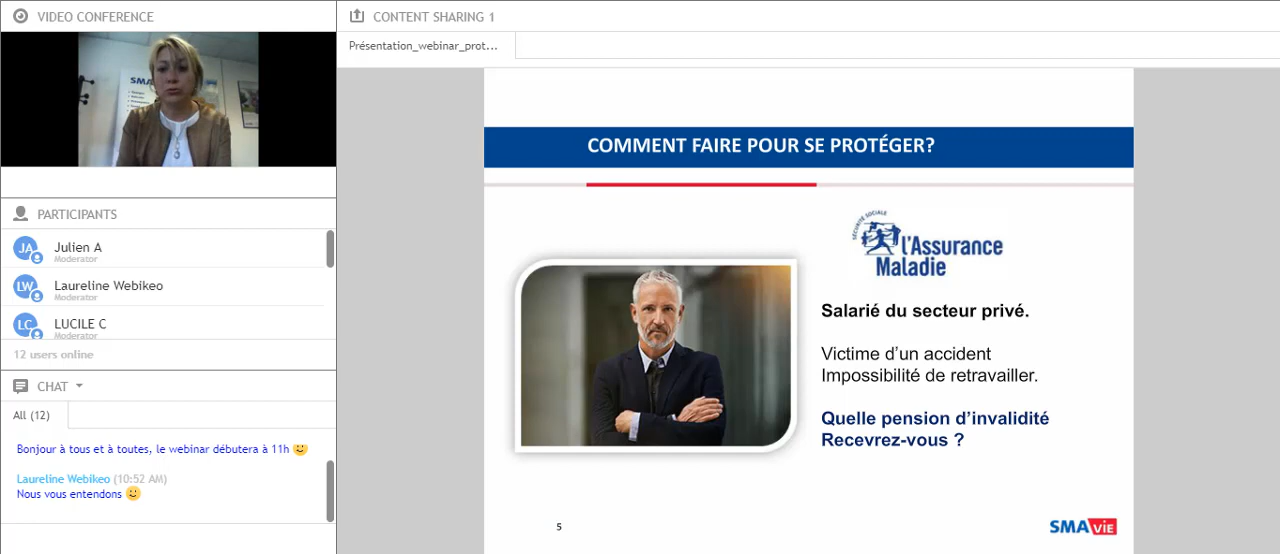 VIDEO CONFERENCE
SMA
PARTICIPANTS
JA
Julien A
Moderator
LW
Laureline Webikeo
Moderator
LC
LUCILE C
Moderator
12 users online
CHAT
All (12)
Bonjour à tous et à toutes, le webinar débutera à 11h
Laureline Webikeo (10:52 AM)
Nous vous entendons
CONTENT SHARING 1
Présentation_webinar_prot...
COMMENT FAIRE POUR SE PROTÉGER?
SÉCURITÉ SOCIALE
l'Assurance
Maladie
Salarié du secteur privé.
Victime d’un accident
Impossibilité de retravailler.
Quelle pension d’invalidité
Recevrez-vous ?
5
SMA VIE